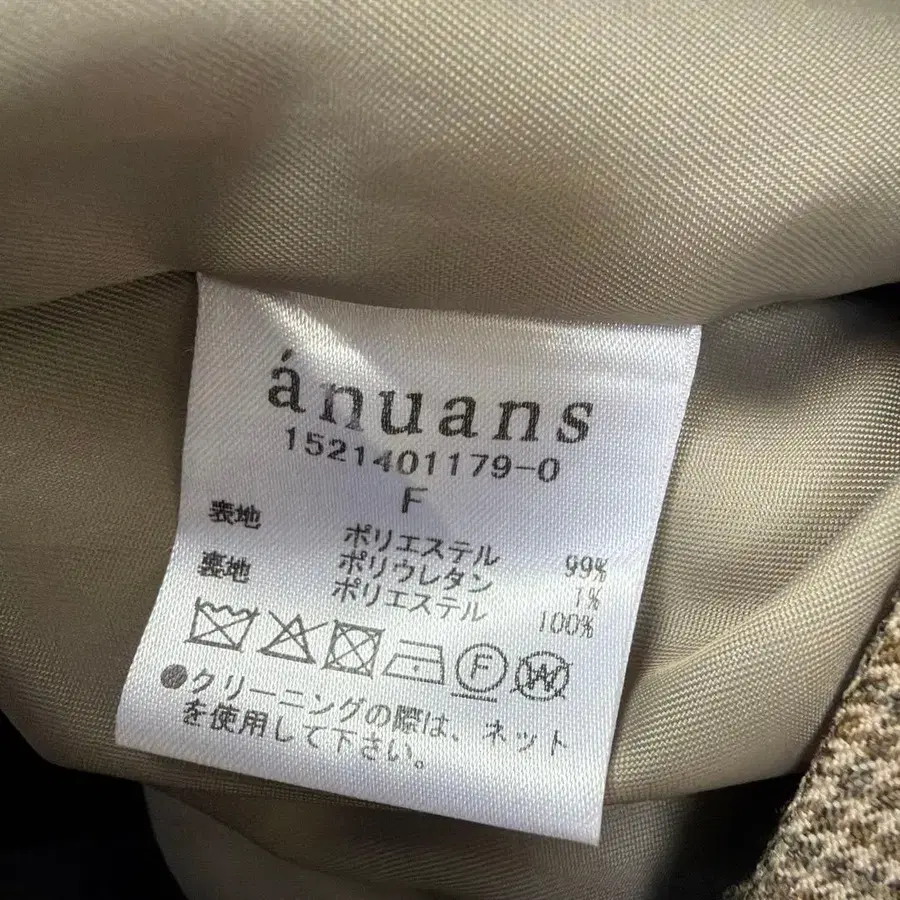 ánuans
1521401179-0
F
表地 ポリエステル 99%
ポリウレタン 1%
裏地 ポリエステル 100%
F W
●クリーニングの際は、ネット
を使用して下さい。